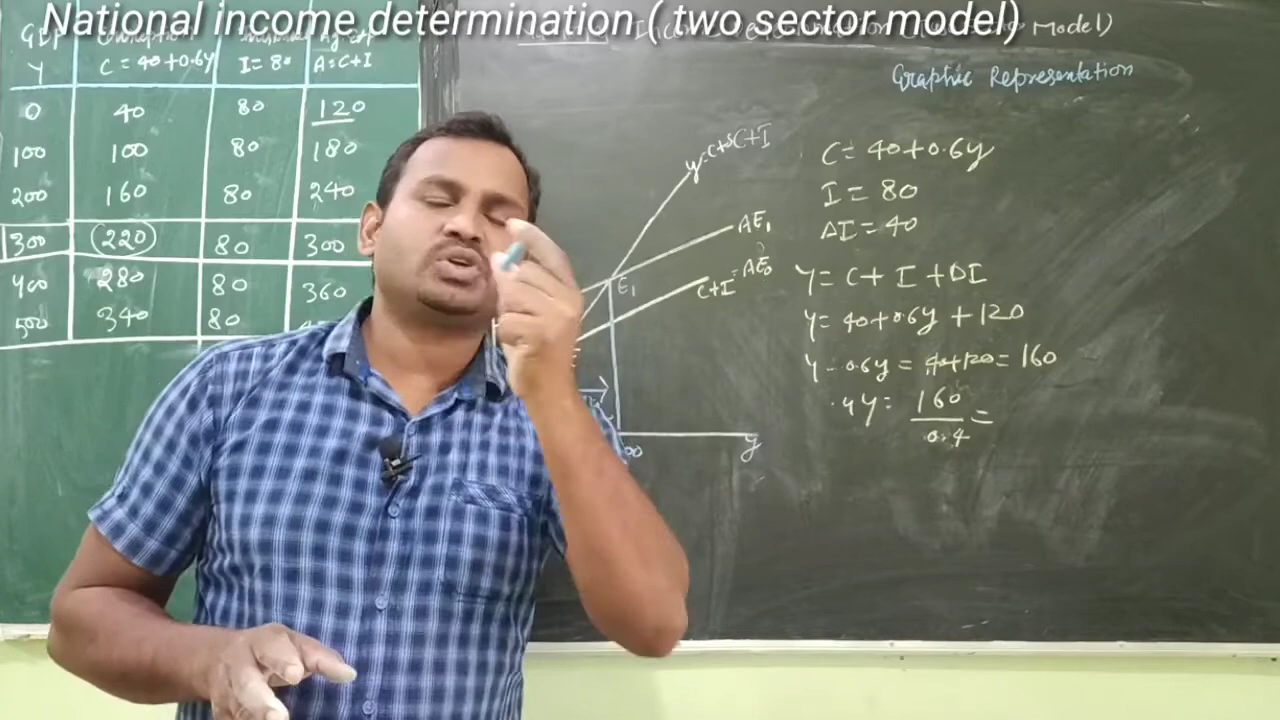 National income determination ( two sector model)
Model)
Graphic Representation
GDP
Y
C = 40+0.6y
I = 80
A=C+I
0 40 80 120
100 100 80 180
200 160 80 240
300 220 80 300
400 280 80 360
500 340 80
C+I
AE1
C+I = AE0
E1
y
C = 40+0.6y
I = 80
ΔI = 40
Y = C + I + DI
Y = 40+0.6y + 120
Y - 0.6y = 40+120 = 160
.4y = 160 =
0.4